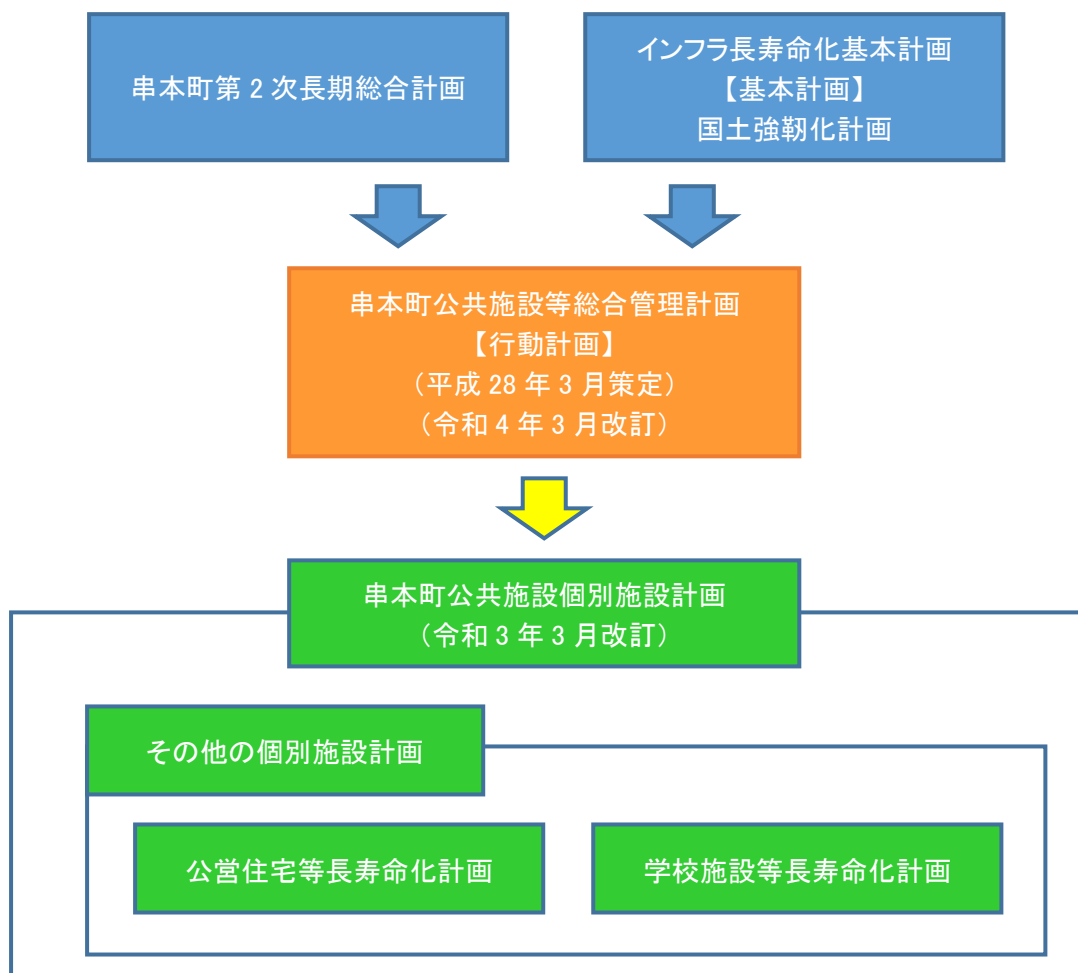 串本町第2次長期総合計画
インフラ長寿命化基本計画
【基本計画】
国土強靭化計画
串本町公共施設等総合管理計画
【行動計画】
（平成 28 年 3 月策定）
（令和 4 年 3 月改訂）
串本町公共施設個別施設計画
（令和 3 年 3 月改訂）
その他の個別施設計画
公営住宅等長寿命化計画
学校施設等長寿命化計画